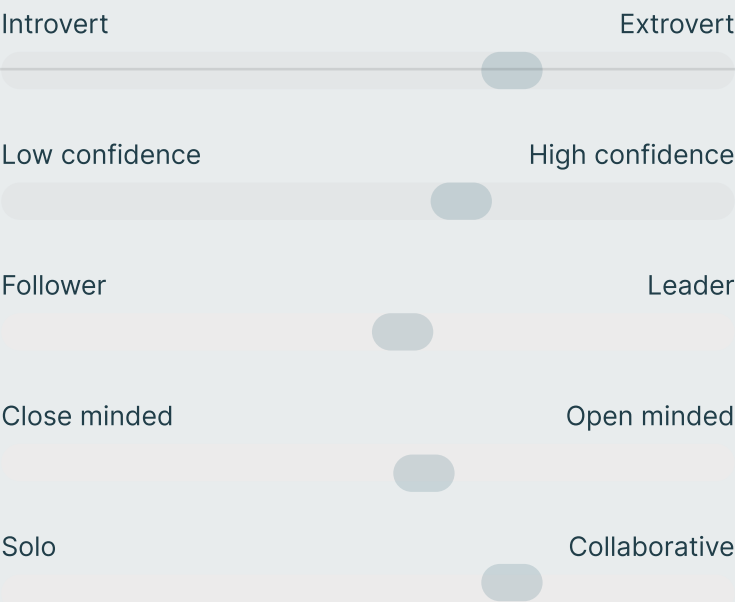 Introvert Extrovert
Low confidence High confidence
Follower Leader
Close minded Open minded
Solo Collaborative